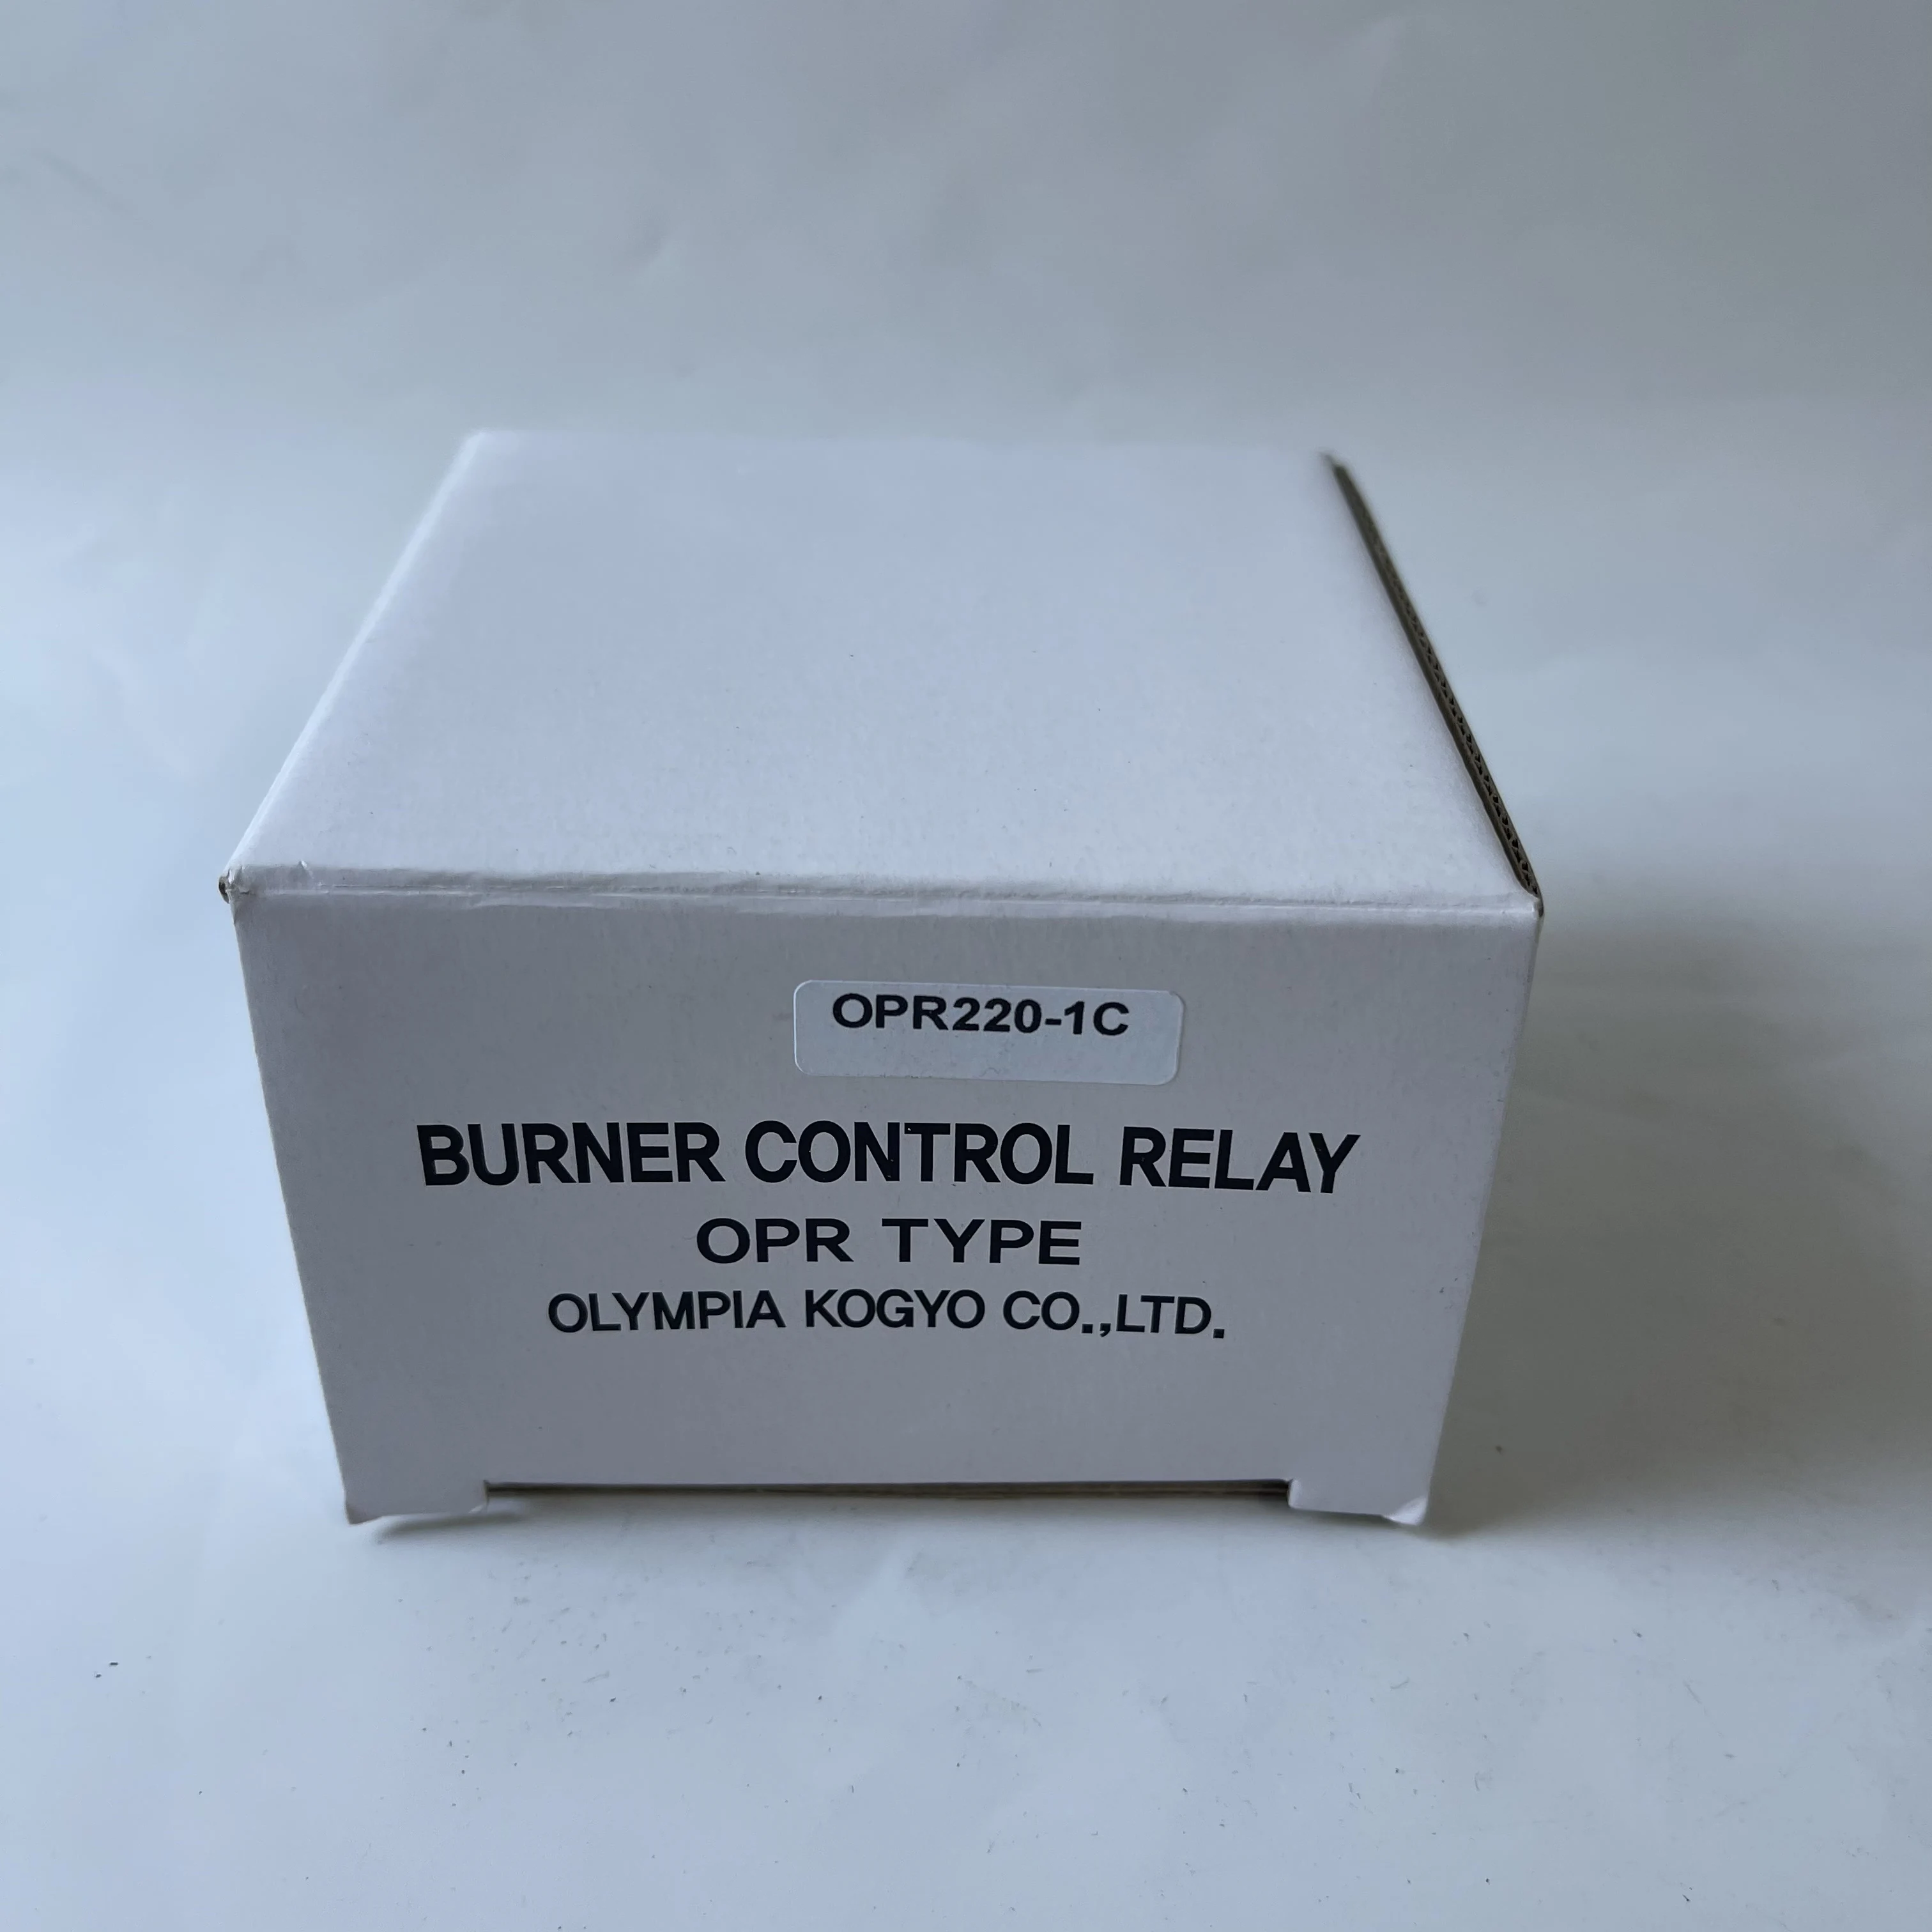 OPR220-1C
BURNER CONTROL RELAY
OPR TYPE
OLYMPIA KOGYO CO.,LTD.